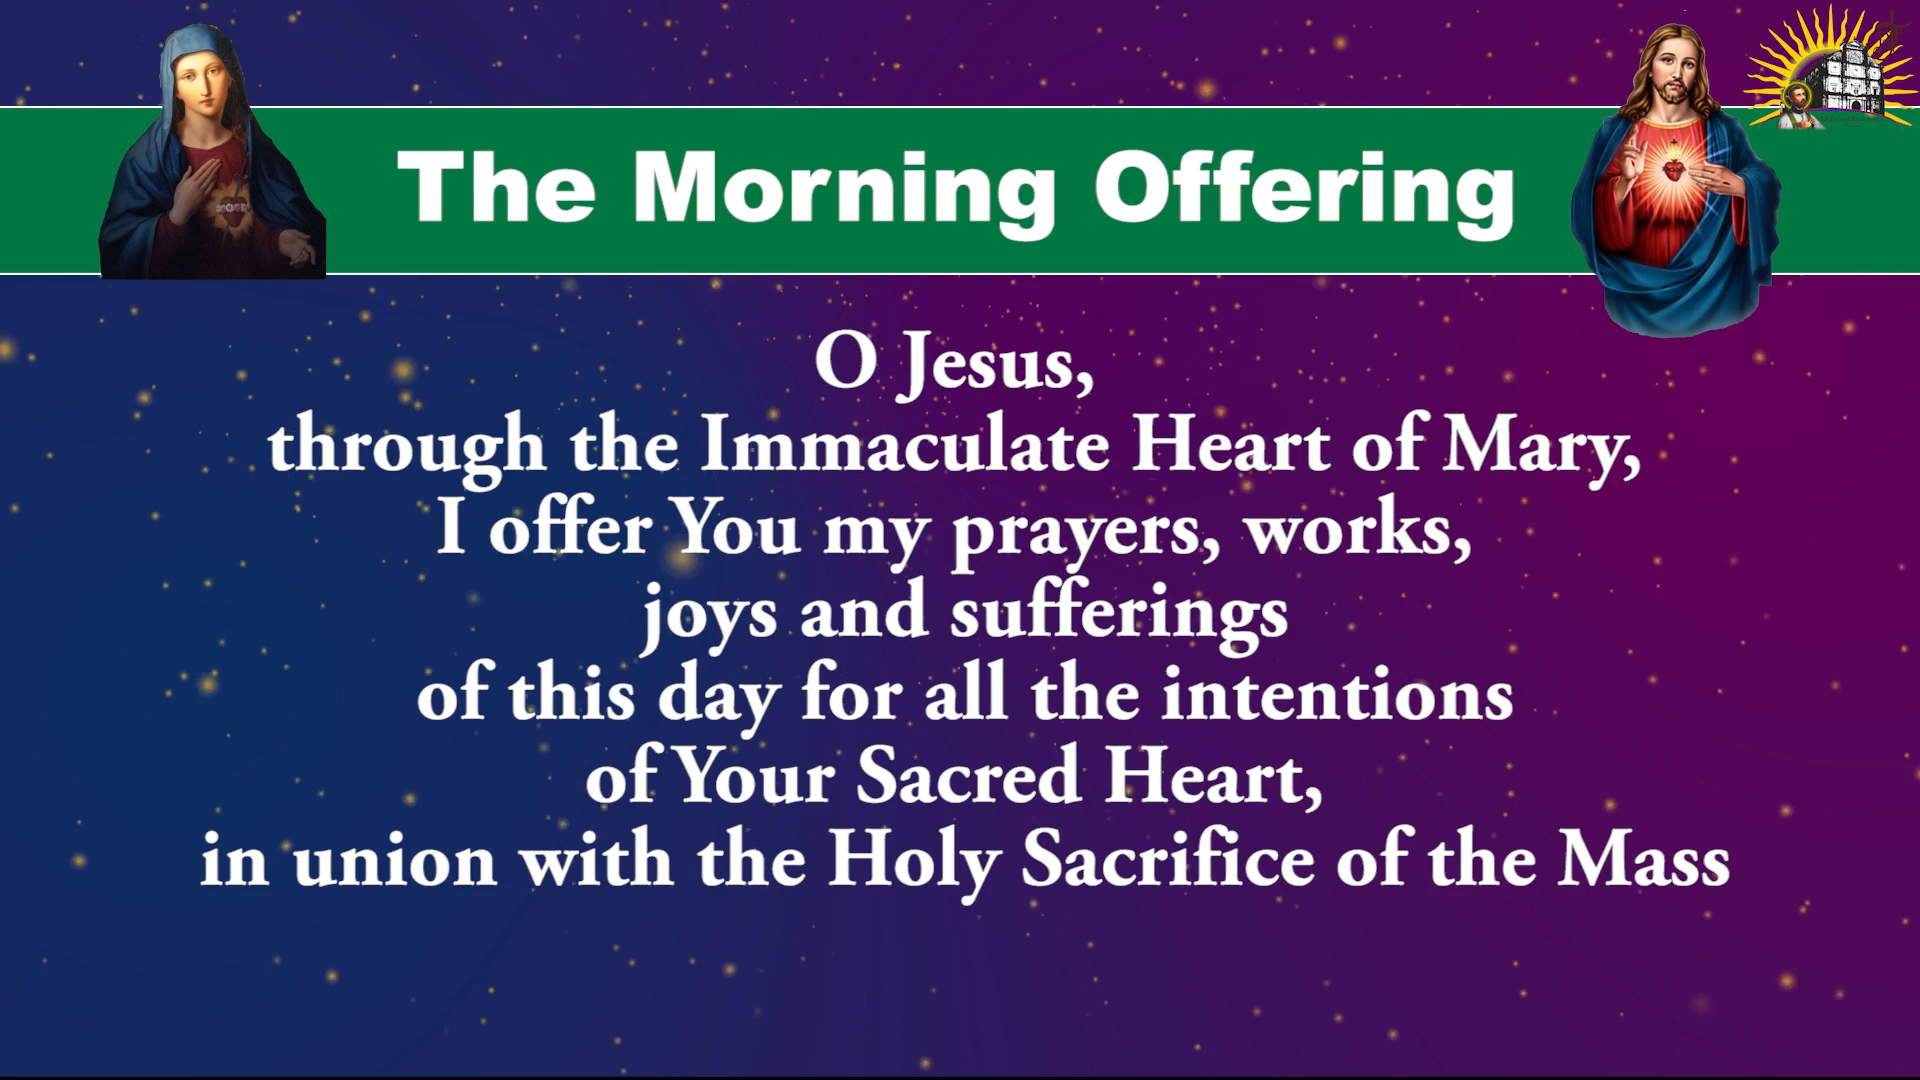 The Morning Offering
O Jesus,
through the Immaculate Heart of Mary,
I offer You my prayers, works,
joys and sufferings
of this day for all the intentions
of Your Sacred Heart,
in union with the Holy Sacrifice of the Mass